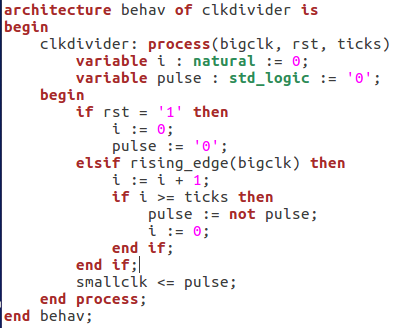 architecture behav of clkdivider is
begin
    clkdivider: process(bigclk, rst, ticks)
        variable i : natural := 0;
        variable pulse : std_logic := '0';
    begin
        if rst = '1' then
            i := 0;
            pulse := '0';
        elsif rising_edge(bigclk) then
            i := i + 1;
            if i >= ticks then
                pulse := not pulse;
                i := 0;
            end if;
        end if;
        smallclk <= pulse;
    end process;
end behav;